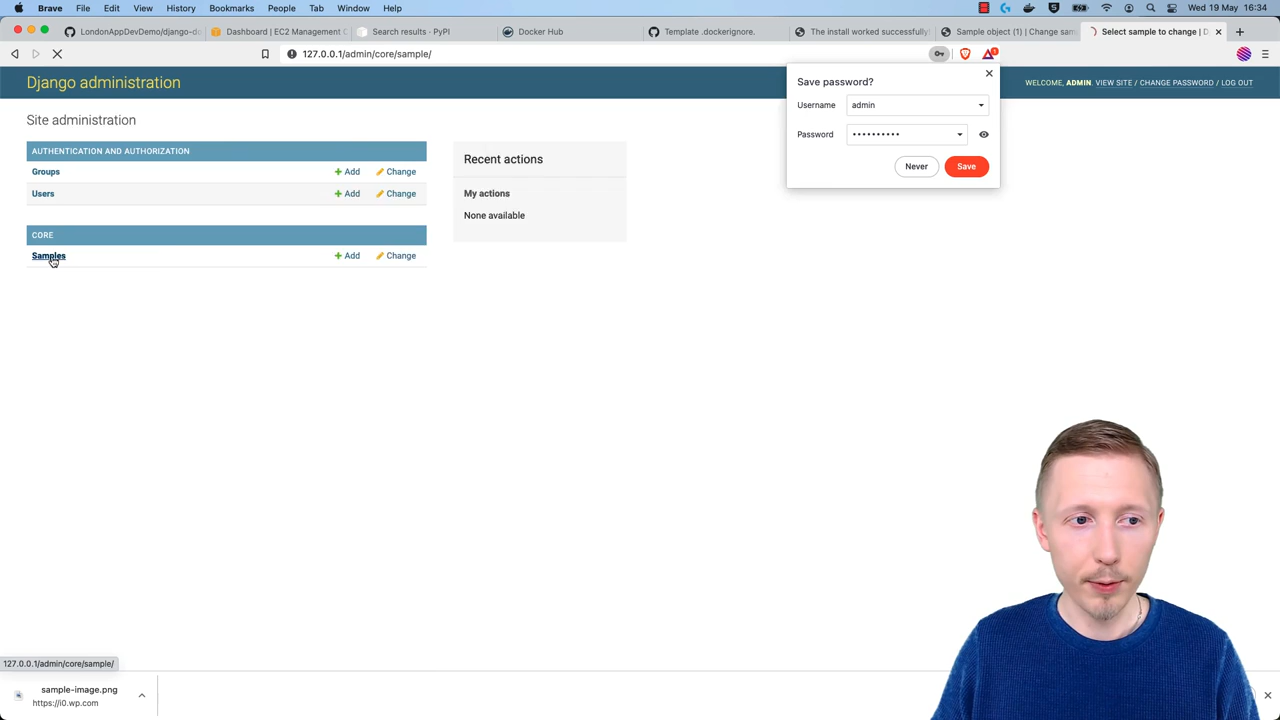 Brave File Edit View History Bookmarks People Tab Window Help Wed 19 May 16:34
LondonAppDevDemo/django-d Dashboard | EC2 Management C Search results · PyPI Docker Hub Template .dockerignore. The install worked successfully! Sample object (1) | Change sam Select sample to change | D
127.0.0.1/admin/core/sample/
Django administration
WELCOME, ADMIN. VIEW SITE / CHANGE PASSWORD / LOG OUT
Save password?
Username admin
Password ••••••••••
Never Save
Site administration
AUTHENTICATION AND AUTHORIZATION
Groups + Add Change
Users + Add Change
CORE
Samples + Add Change
Recent actions
My actions
None available
127.0.0.1/admin/core/sample/
sample-image.png
https://i0.wp.com